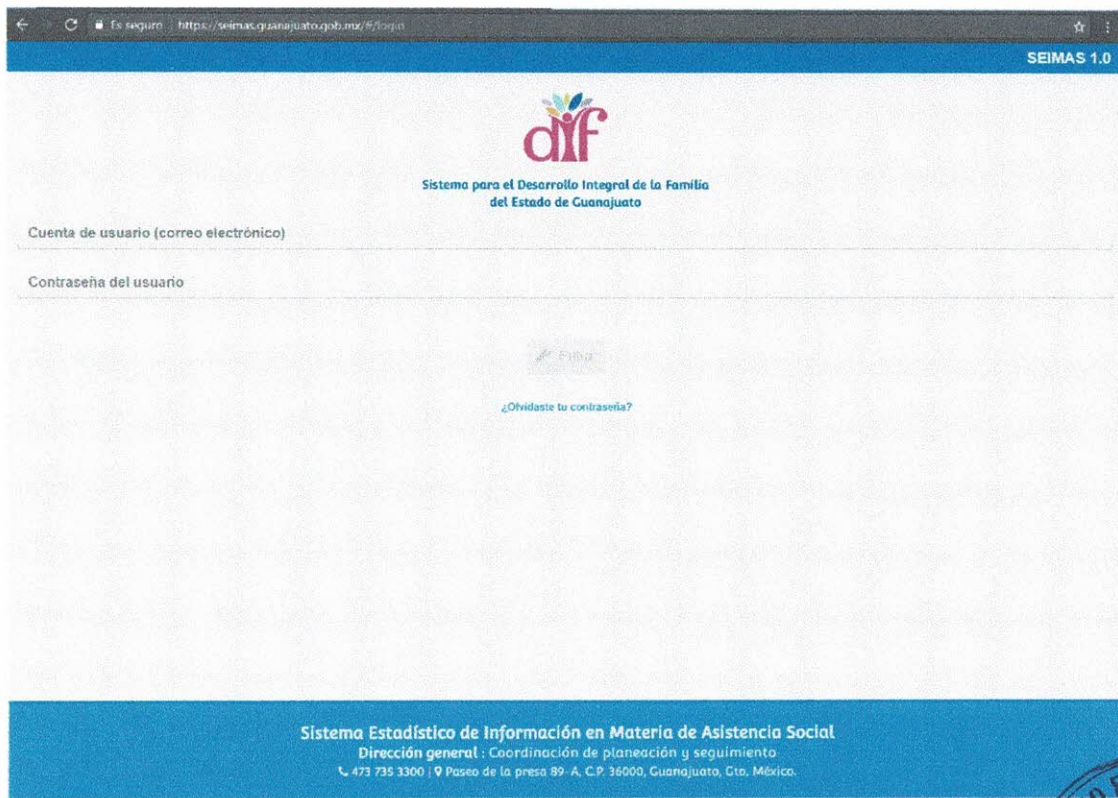 Es seguro https://seimas.guanajuato.gob.mx/#/login
SEIMAS 1.0
dif
Sistema para el Desarrollo Integral de la Familia
del Estado de Guanajuato
Cuenta de usuario (correo electrónico)
Contraseña del usuario
¿Olvidaste tu contraseña?
Sistema Estadístico de Información en Materia de Asistencia Social
Dirección general : Coordinación de planeación y seguimiento
473 735 3300 | Paseo de la presa 89-A, C.P. 36000, Guanajuato, Gto. México.